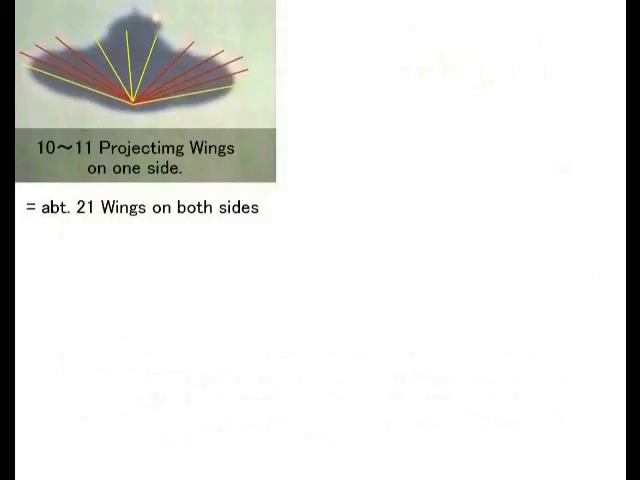 10～11 Projectimg Wings
on one side.
= abt. 21 Wings on both sides